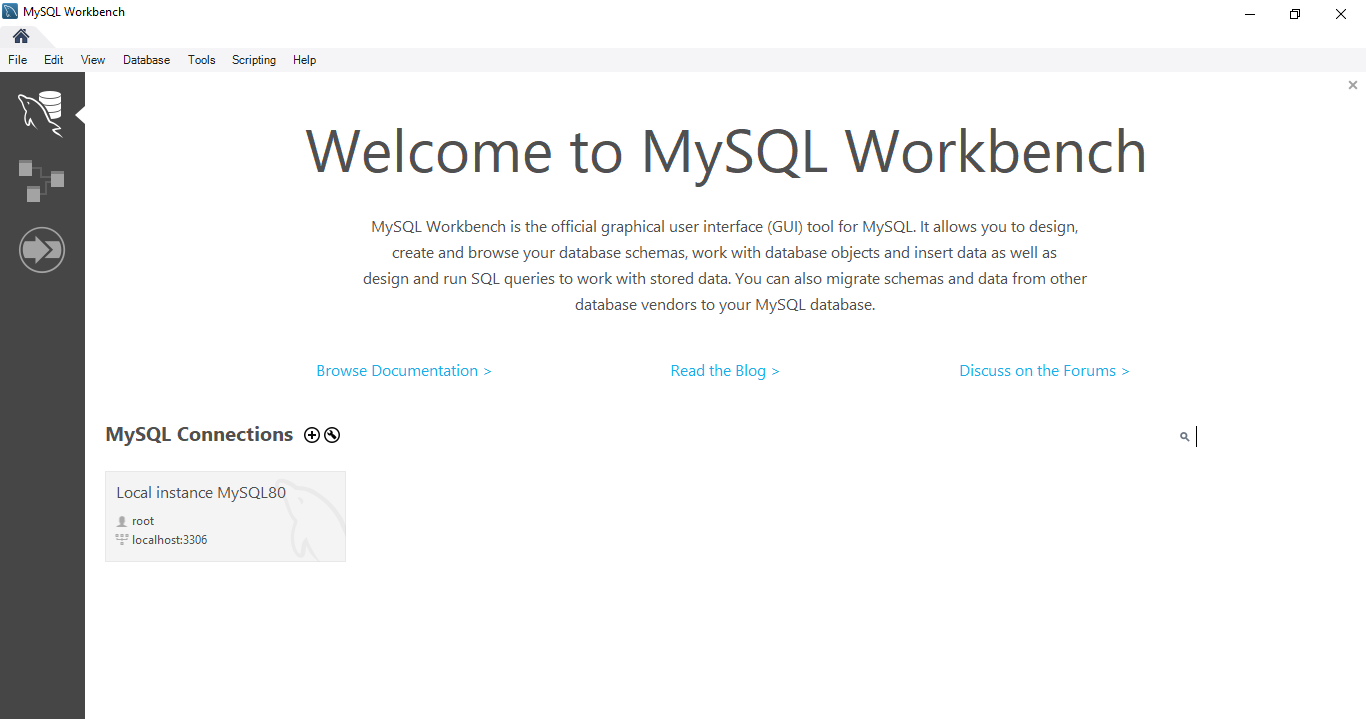 MySQL Workbench
File Edit View Database Tools Scripting Help
Welcome to MySQL Workbench
MySQL Workbench is the official graphical user interface (GUI) tool for MySQL. It allows you to design,
create and browse your database schemas, work with database objects and insert data as well as
design and run SQL queries to work with stored data. You can also migrate schemas and data from other
database vendors to your MySQL database.
Browse Documentation > Read the Blog > Discuss on the Forums >
MySQL Connections
Local instance MySQL80
root
localhost:3306